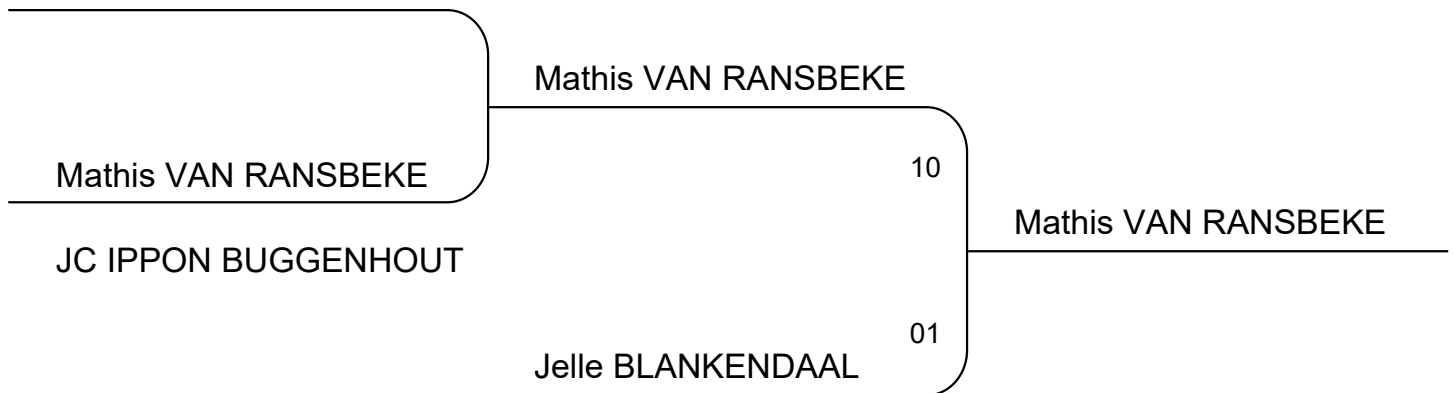 Mathis VAN RANSBEKE
Mathis VAN RANSBEKE
10
Mathis VAN RANSBEKE
JC IPPON BUGGENHOUT
01
Jelle BLANKENDAAL